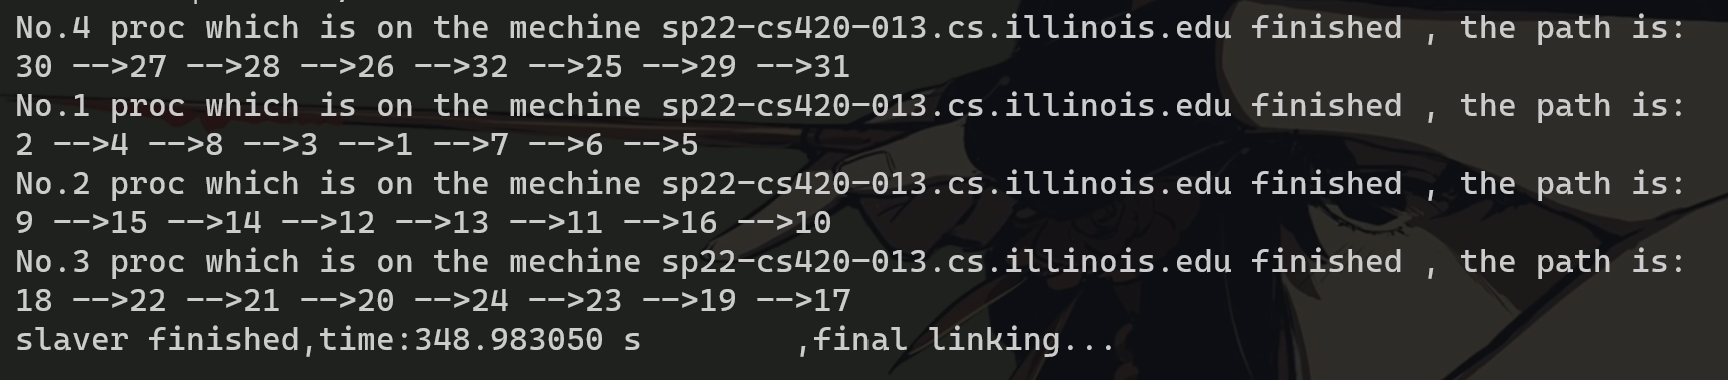 No.4 proc which is on the mechine sp22-cs420-013.cs.illinois.edu finished , the path is:
30 -->27 -->28 -->26 -->32 -->25 -->29 -->31
No.1 proc which is on the mechine sp22-cs420-013.cs.illinois.edu finished , the path is:
2 -->4 -->8 -->3 -->1 -->7 -->6 -->5
No.2 proc which is on the mechine sp22-cs420-013.cs.illinois.edu finished , the path is:
9 -->15 -->14 -->12 -->13 -->11 -->16 -->10
No.3 proc which is on the mechine sp22-cs420-013.cs.illinois.edu finished , the path is:
18 -->22 -->21 -->20 -->24 -->23 -->19 -->17
slaver finished,time:348.983050 s        ,final linking...